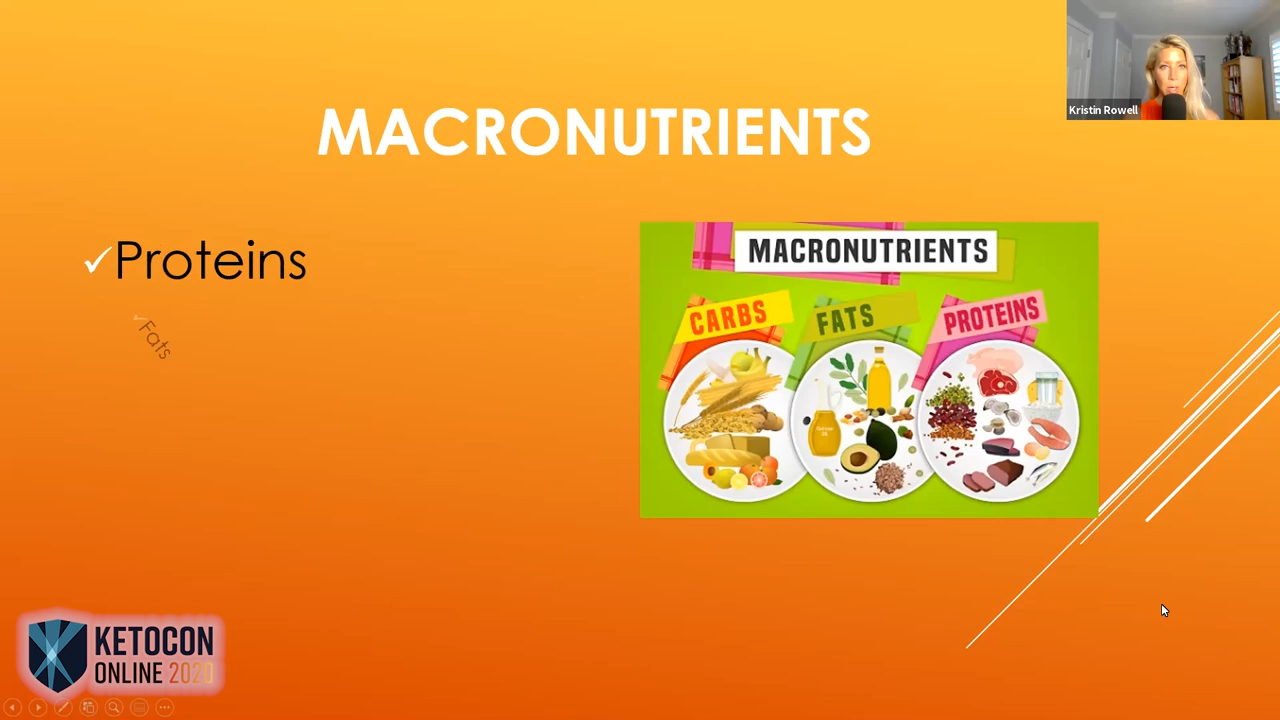 Kristin Rowell
MACRONUTRIENTS
✓Proteins
✓Fats
MACRONUTRIENTS
CARBS
FATS
PROTEINS
KETOCON
ONLINE 2020